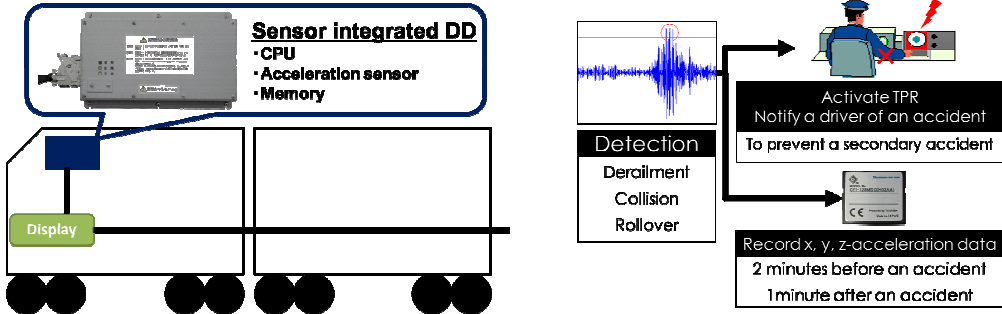 Sensor integrated DD
・CPU
・Acceleration sensor
・Memory
Display
Detection
Derailment
Collision
Rollover
Activate TPR
Notify a driver of an accident
To prevent a secondary accident
CE
Record x, y, z-acceleration data
2 minutes before an accident
1minute after an accident